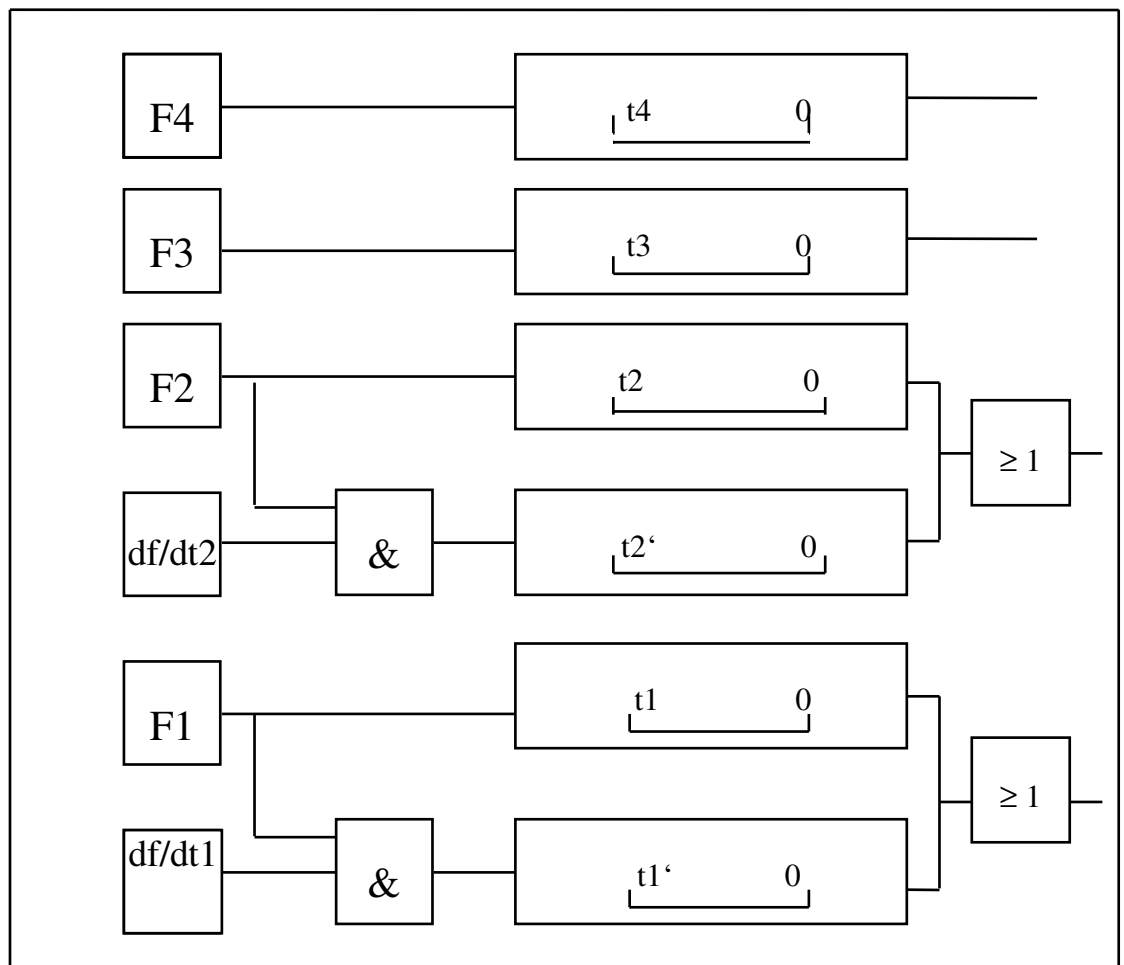 F4
t4 0
F3
t3 0
F2
t2 0
≥ 1
df/dt2
&
t2‘ 0
F1
t1 0
≥ 1
df/dt1
&
t1‘ 0